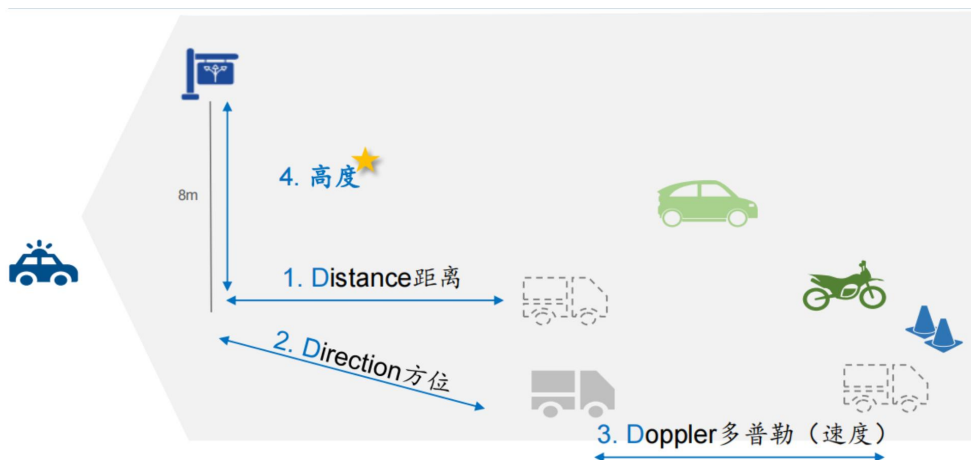 4. 高度
8m
1. Distance距离
2. Direction方位
3. Doppler多普勒（速度）